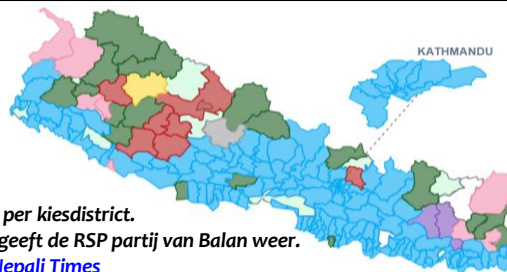 KATHMANDU
per kiesdistrict.
geeft de RSP partij van Balan weer.
Nepali Times